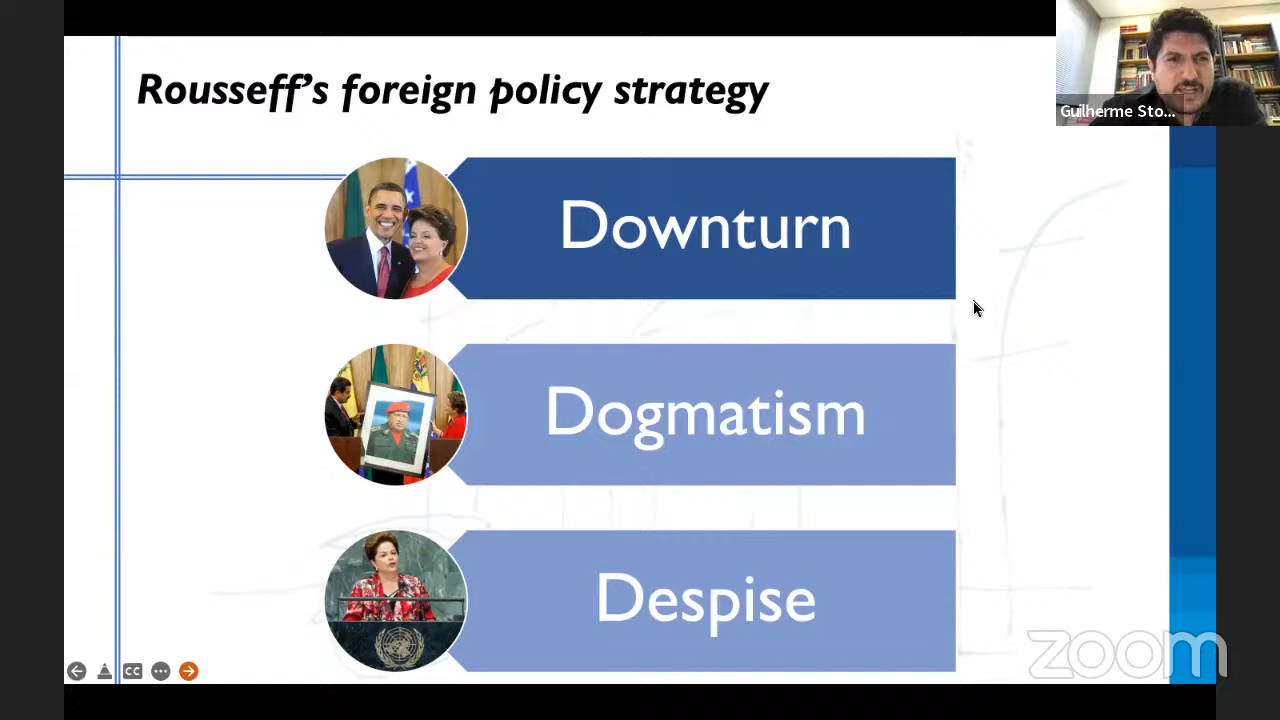 Rousseff's foreign policy strategy
Guilherme Sto...
Downturn
Dogmatism
Despise
CC
zoom